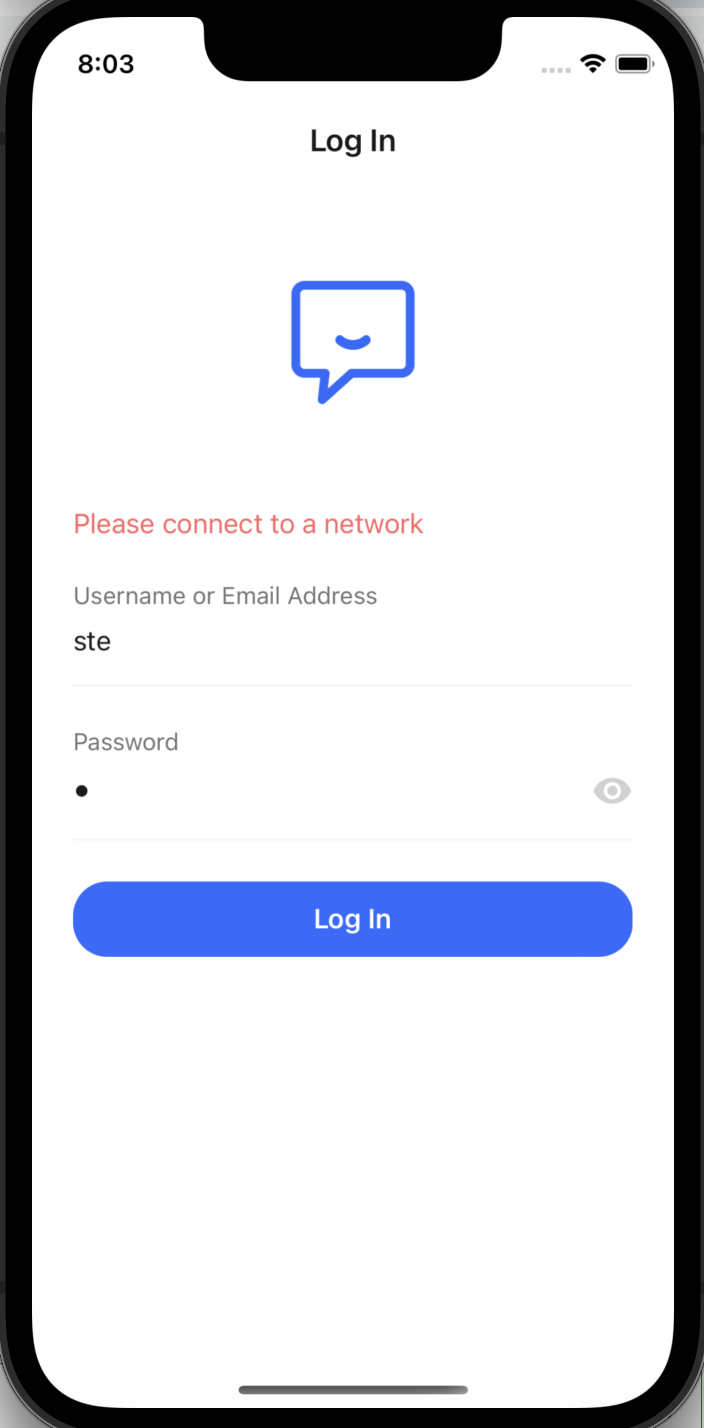 8:03
Log In
Please connect to a network
Username or Email Address
ste
Password
Log In